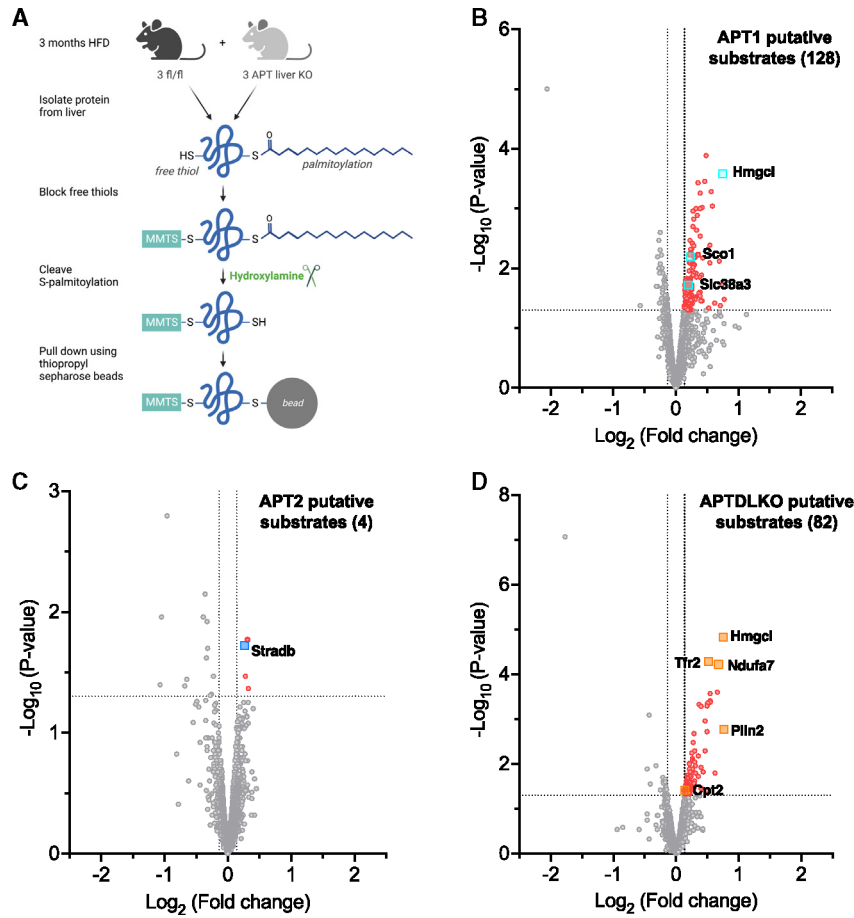 A
3 months HFD
+
3 fl/fl
3 APT liver KO
Isolate protein
from liver
HS
S
O
free thiol
palmitoylation
Block free thiols
MMTS
S
S
O
Cleave
S-palmitoylation
Hydroxylamine
MMTS
S
SH
Pull down using
thiopropyl
sepharose beads
MMTS
S
S
bead
B
APT1 putative
substrates (128)
6
4
2
0
-Log10 (P-value)
Hmgcl
Sco1
Slc38a3
-2 -1 0 1 2
Log2 (Fold change)
C
APT2 putative
substrates (4)
3
2
1
0
-Log10 (P-value)
Stradb
-2 -1 0 1 2
Log2 (Fold change)
D
APTDLKO putative
substrates (82)
8
6
4
2
0
-Log10 (P-value)
Hmgcl
Tfr2
Ndufa7
Plin2
Cpt2
-2 -1 0 1 2
Log2 (Fold change)